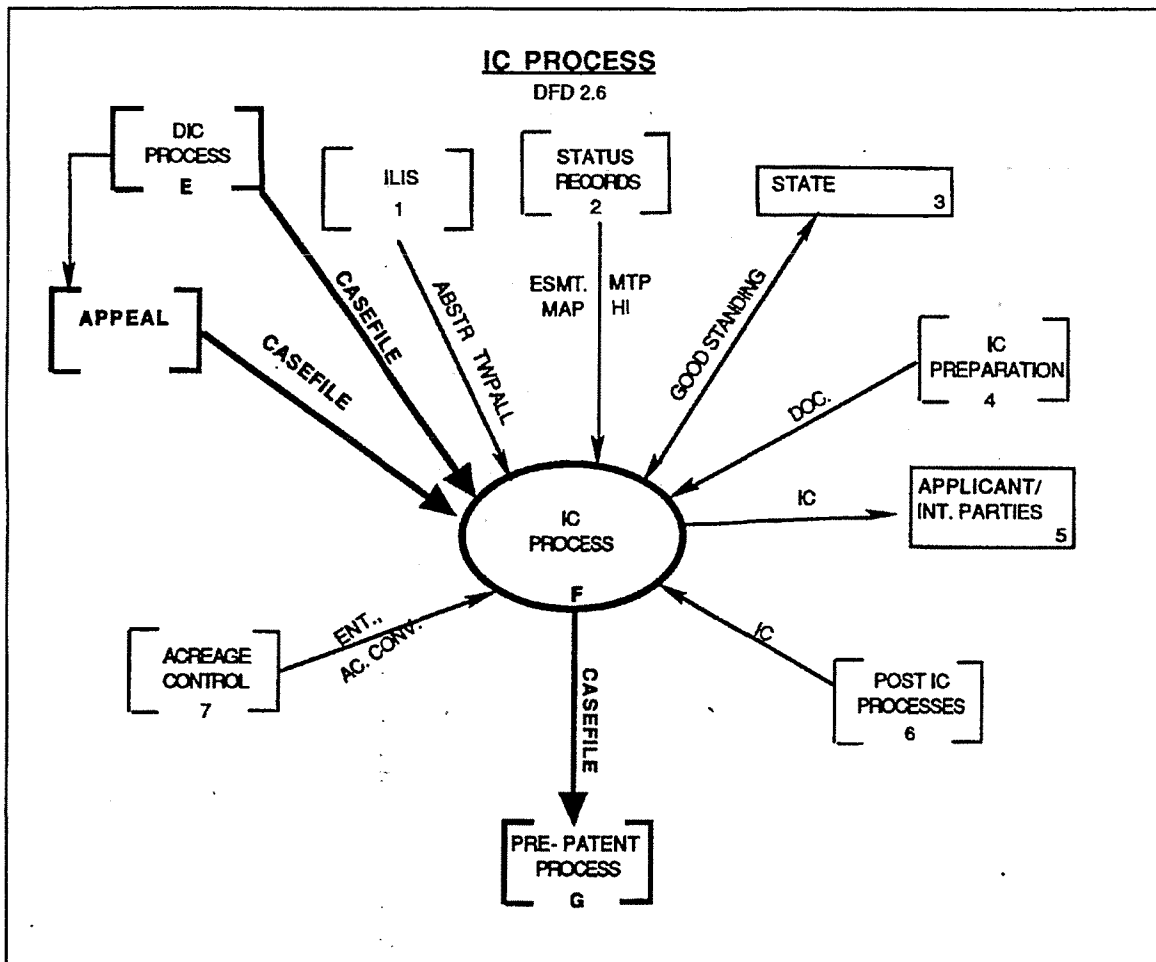 IC PROCESS
DFD 2.6
DIC
PROCESS
E
ILIS
1
STATUS
RECORDS
2
STATE
3
APPEAL
CASEFILE
CASEFILE
ABSTR TWPALL
ESMT.
MAP
MTP
HI
GOOD STANDING
IC
PREPARATION
4
DOC.
IC
PROCESS
F
IC
APPLICANT/
INT. PARTIES
5
ACREAGE
CONTROL
7
ENT.,
AC. CONV.
CASEFILE
IC
POST IC
PROCESSES
6
PRE- PATENT
PROCESS
G